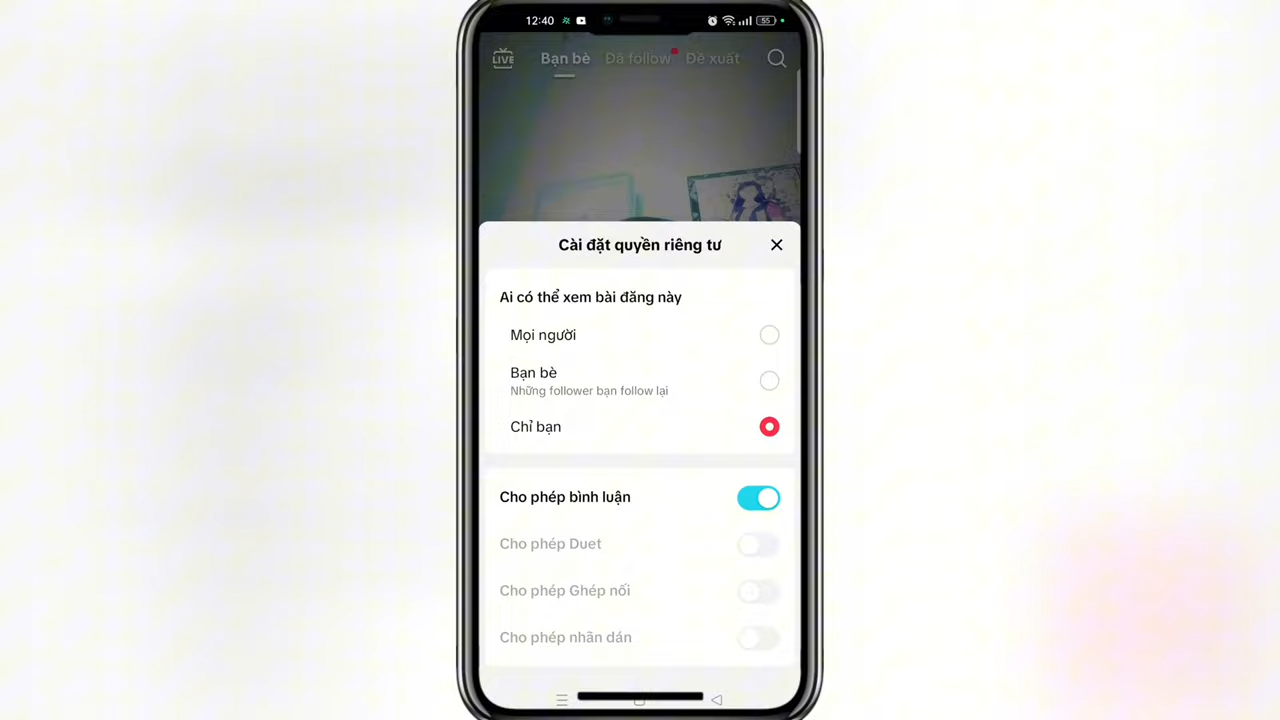 12:40
55
LIVE
Bạn bè
Đã follow
Đề xuất
Cài đặt quyền riêng tư
Ai có thể xem bài đăng này
Mọi người
Bạn bè
Những follower bạn follow lại
Chỉ bạn
Cho phép bình luận
Cho phép Duet
Cho phép Ghép nối
Cho phép nhãn dán